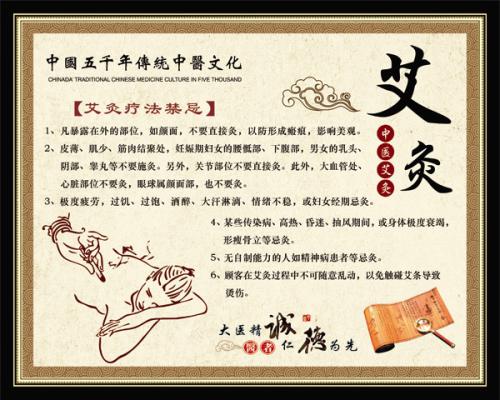 中國五千年傳統中醫文化
CHINADA' TRADITIONAL CHINESE MEDICINE CULTURE IN FIVE THOUSAND
艾灸
中医艾灸
【艾灸疗法禁忌】
1、凡暴露在外的部位，如颜面，不要直接灸，以防形成瘢痕，影响美观。
2、皮薄、肌少、筋肉结聚处，妊娠期妇女的腰骶部、下腹部，男女的乳头、
阴部、睾丸等不要施灸。另外，关节部位不要直接灸。此外，大血管处、
心脏部位不要灸，眼球属颜面部，也不要灸。
3、极度疲劳，过饥、过饱、酒醉、大汗淋漓、情绪不稳，或妇女经期忌灸。
4、某些传染病、高热、昏迷、抽风期间，或身体极度衰竭，
形瘦骨立等忌灸。
5、无自制能力的人如精神病患者等忌灸。
6、顾客在艾灸过程中不可随意乱动，以免触碰艾条导致
烫伤。
大医精诚
医者仁德为先